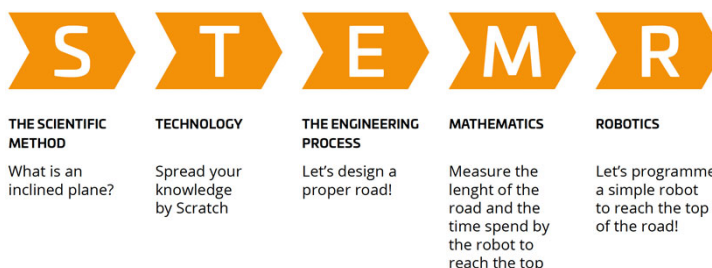 S T E M R
THE SCIENTIFIC
METHOD
What is an
inclined plane?
TECHNOLOGY
Spread your
knowledge
by Scratch
THE ENGINEERING
PROCESS
Let's design a
proper road!
MATHEMATICS
Measure the
lenght of the
road and the
time spend by
the robot to
reach the top
ROBOTICS
Let's programme
a simple robot
to reach the top
of the road!